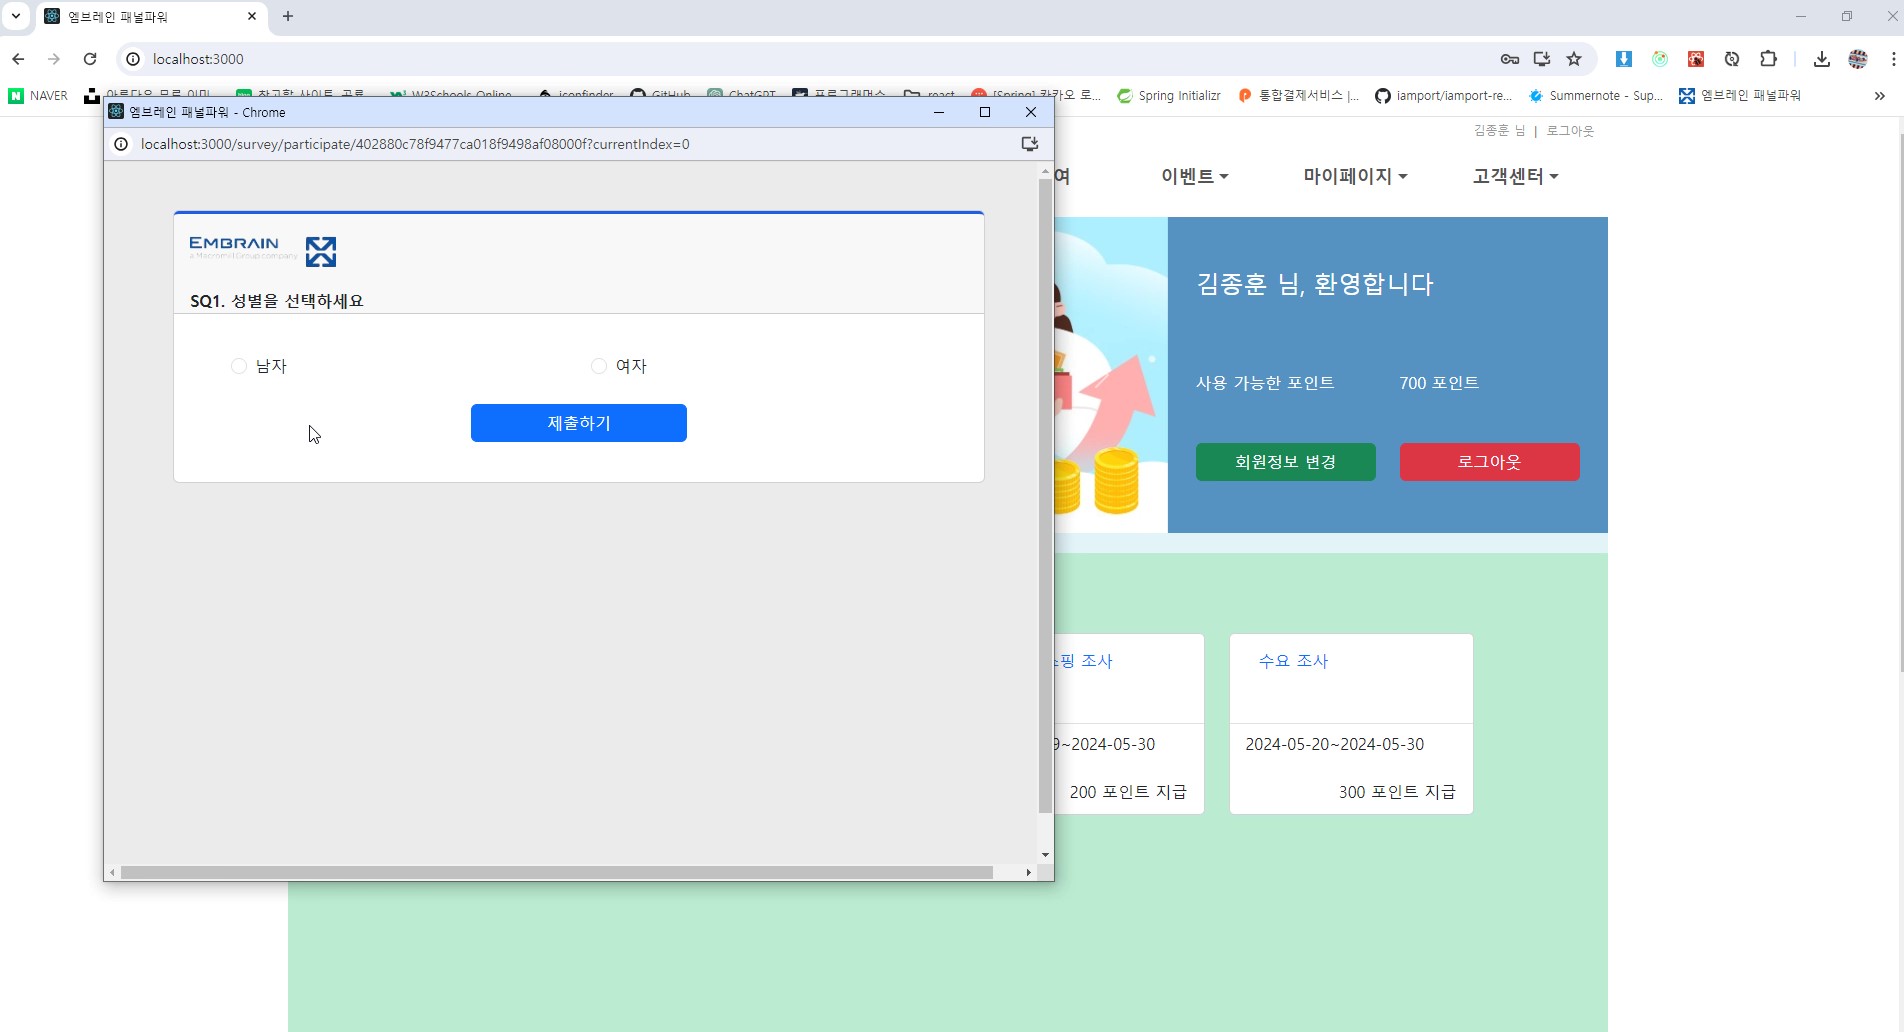 엠브레인 패널파워
localhost:3000
NAVER
W3Schools Online
iconfinder
GitHub
ChatGPT
프로그래머스
react
[Spring] 카카오 로...
Spring Initializr
통합결제서비스 |...
iamport/iamport-re...
Summernote - Sup...
엠브레인 패널파워
»
엠브레인 패널파워 - Chrome
localhost:3000/survey/participate/402880c78f9477ca018f9498af08000f?currentIndex=0
EMBRAIN
a Macromill Group company
SQ1. 성별을 선택하세요
남자
여자
제출하기
김종훈 님 | 로그아웃
여
이벤트
마이페이지
고객센터
김종훈 님, 환영합니다
사용 가능한 포인트
700 포인트
회원정보 변경
로그아웃
핑 조사
9~2024-05-30
200 포인트 지급
수요 조사
2024-05-20~2024-05-30
300 포인트 지급